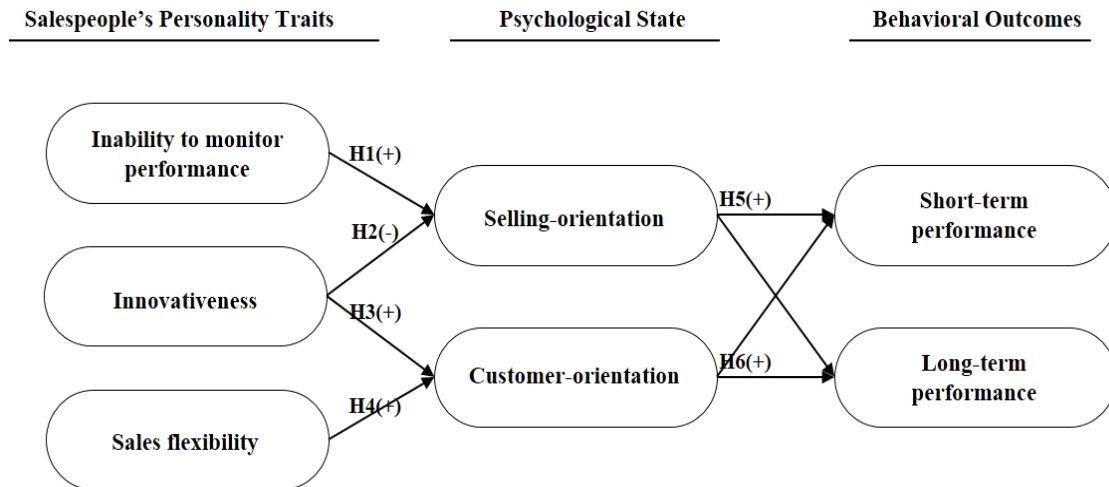 Salespeople's Personality Traits
Psychological State
Behavioral Outcomes
Inability to monitor
performance
H1(+)
Selling-orientation
H5(+)
Short-term
performance
H2(-)
Innovativeness
H3(+)
Customer-orientation
H6(+)
Long-term
performance
H4(+)
Sales flexibility